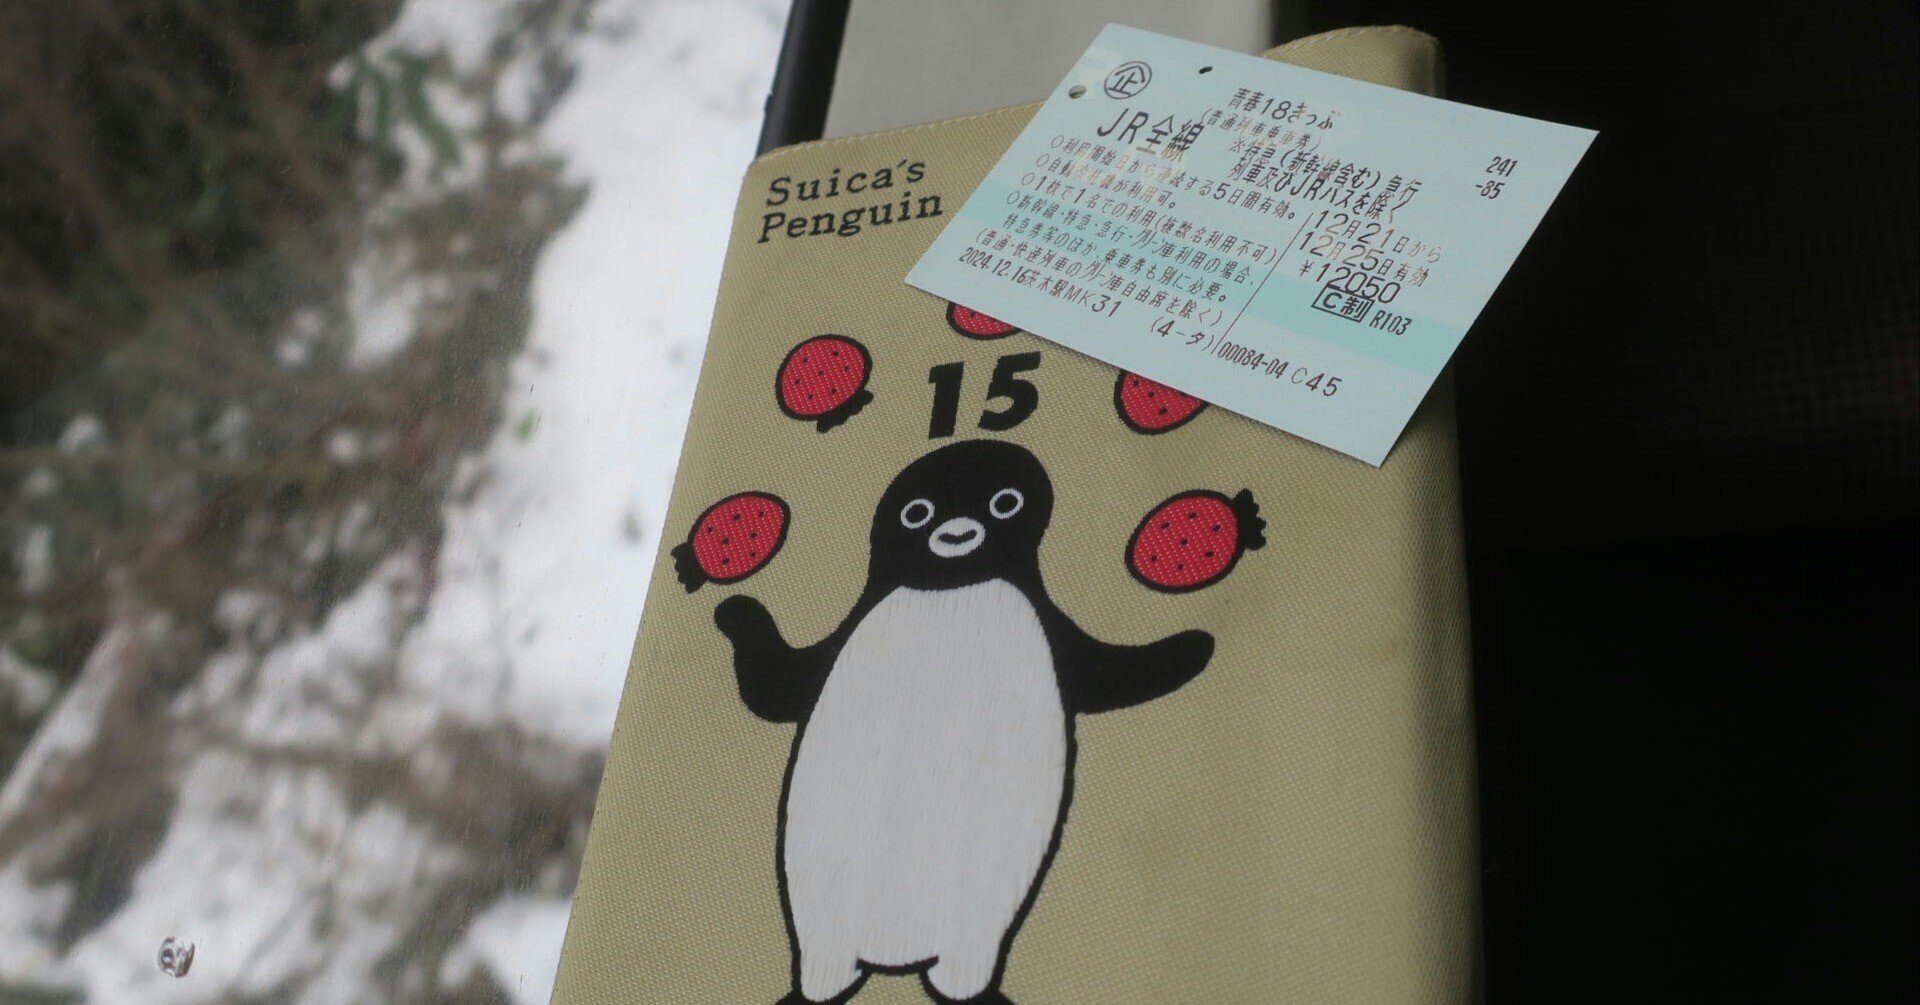 Suica's
Penguin
15
企
青春18きっぷ
(普通列車乗車券)
JR全線
※特急(新幹線含む)急行
列車及びJRバスを除く
241
-85
○利用開始日から連続する5日間有効。
○自動改札機が利用可。
○1枚で1名での利用(複数名利用不可)
○新幹線・特急・急行・グリーン車利用の場合、
特急券等のほか、乗車券も別に必要。
(普通・快速列車のグリーン車自由席を除く)
12月21日から
12月25日有効
¥12050
C制 R103
2024.12.16茨木駅MK31 (4-タ) 00084-04 C45